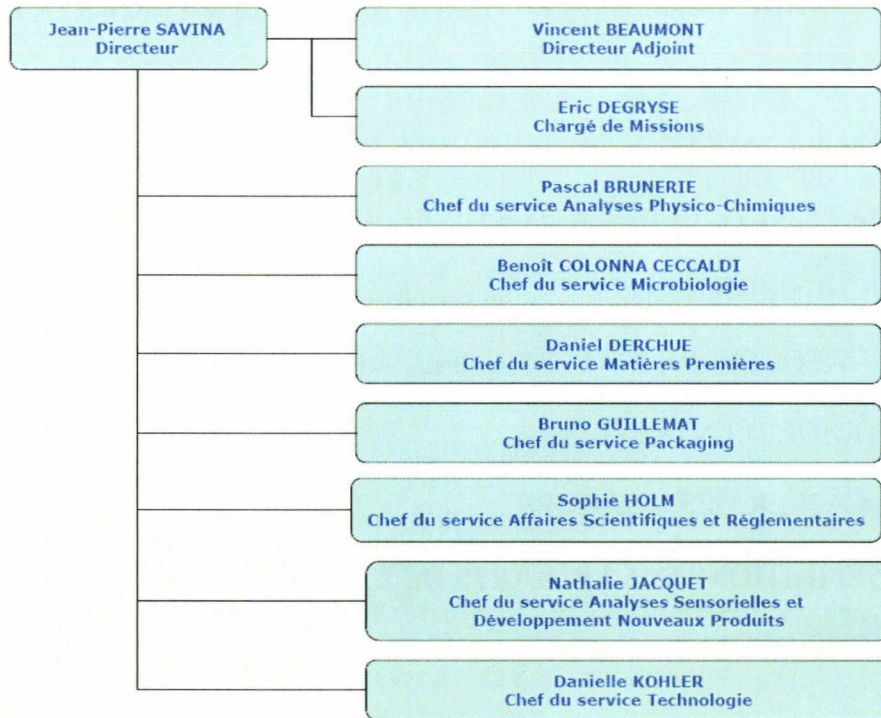 Jean-Pierre SAVINA
Directeur
Vincent BEAUMONT
Directeur Adjoint
Eric DEGRYSE
Chargé de Missions
Pascal BRUNERIE
Chef du service Analyses Physico-Chimiques
Benoît COLONNA CECCALDI
Chef du service Microbiologie
Daniel DERCHUE
Chef du service Matières Premières
Bruno GUILLEMAT
Chef du service Packaging
Sophie HOLM
Chef du service Affaires Scientifiques et Réglementaires
Nathalie JACQUET
Chef du service Analyses Sensorielles et
Développement Nouveaux Produits
Danielle KOHLER
Chef du service Technologie